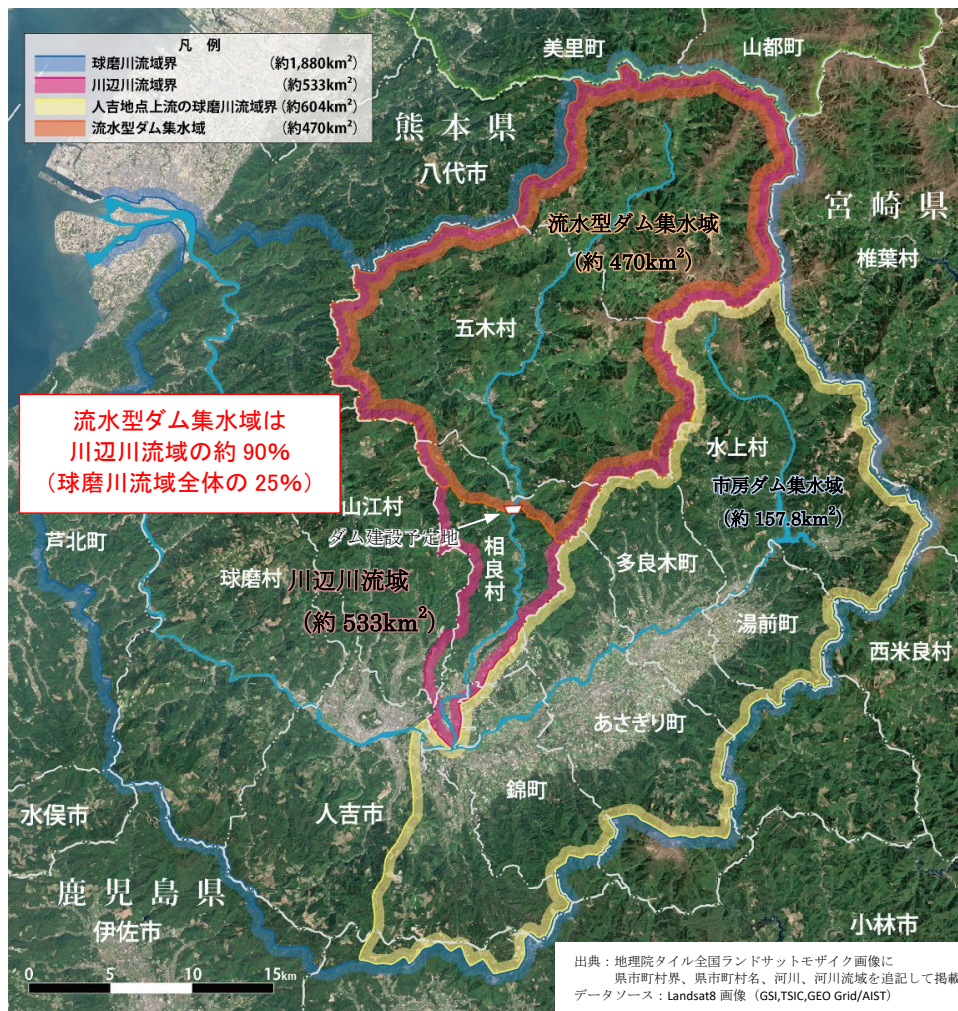 凡 例
球磨川流域界 (約1,880km²)
川辺川流域界 (約533km²)
人吉地点上流の球磨川流域界(約604km²)
流水型ダム集水域 (約470km²)
美里町
山都町
熊本県
八代市
宮崎県
椎葉村
流水型ダム集水域
(約 470km²)
五木村
流水型ダム集水域は
川辺川流域の約 90%
(球磨川流域全体の 25%)
水上村
市房ダム集水域
(約 157.8km²)
山江村
ダム建設予定地
芦北町
相良村
多良木町
球磨村
川辺川流域
(約 533km²)
湯前町
西米良村
あさぎり町
錦町
水俣市
人吉市
鹿児島県
伊佐市
小林市
0 5 10 15km
出典：地理院タイル全国ランドサットモザイク画像に
県市町村界、県市町村名、河川、河川流域を追記して掲載
データソース：Landsat8 画像（GSI,TSIC,GEO Grid/AIST）